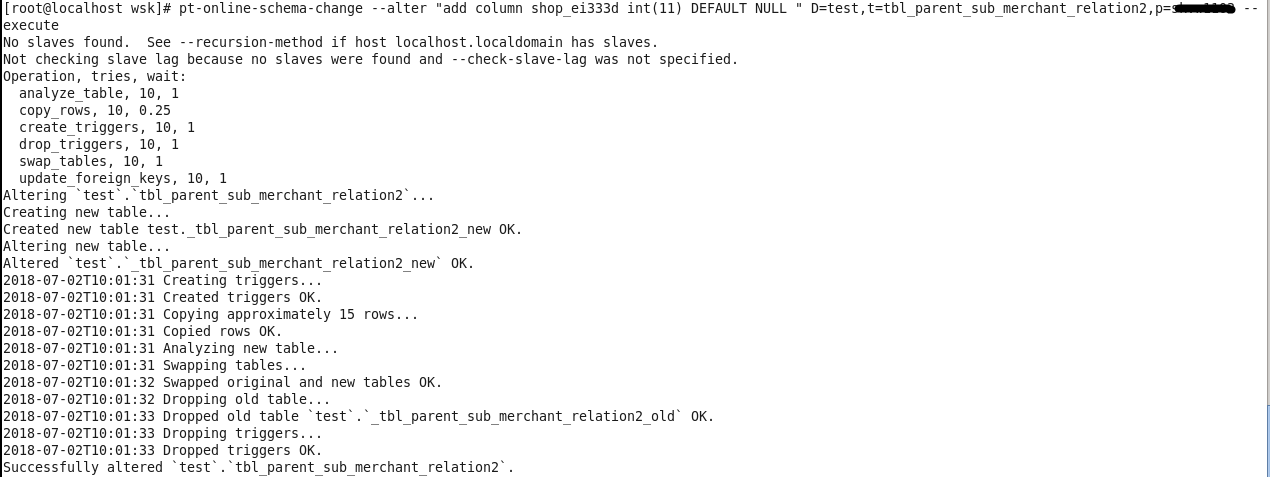 [root@localhost wsk]# pt-online-schema-change --alter "add column shop_ei333d int(11) DEFAULT NULL " D=test,t=tbl_parent_sub_merchant_relation2,p= --
execute
No slaves found.  See --recursion-method if host localhost.localdomain has slaves.
Not checking slave lag because no slaves were found and --check-slave-lag was not specified.
Operation, tries, wait:
  analyze_table, 10, 1
  copy_rows, 10, 0.25
  create_triggers, 10, 1
  drop_triggers, 10, 1
  swap_tables, 10, 1
  update_foreign_keys, 10, 1
Altering `test`.`tbl_parent_sub_merchant_relation2`...
Creating new table...
Created new table test._tbl_parent_sub_merchant_relation2_new OK.
Altering new table...
Altered `test`.`_tbl_parent_sub_merchant_relation2_new` OK.
2018-07-02T10:01:31 Creating triggers...
2018-07-02T10:01:31 Created triggers OK.
2018-07-02T10:01:31 Copying approximately 15 rows...
2018-07-02T10:01:31 Copied rows OK.
2018-07-02T10:01:31 Analyzing new table...
2018-07-02T10:01:31 Swapping tables...
2018-07-02T10:01:32 Swapped original and new tables OK.
2018-07-02T10:01:32 Dropping old table...
2018-07-02T10:01:33 Dropped old table `test`.`_tbl_parent_sub_merchant_relation2_old` OK.
2018-07-02T10:01:33 Dropping triggers...
2018-07-02T10:01:33 Dropped triggers OK.
Successfully altered `test`.`tbl_parent_sub_merchant_relation2`.